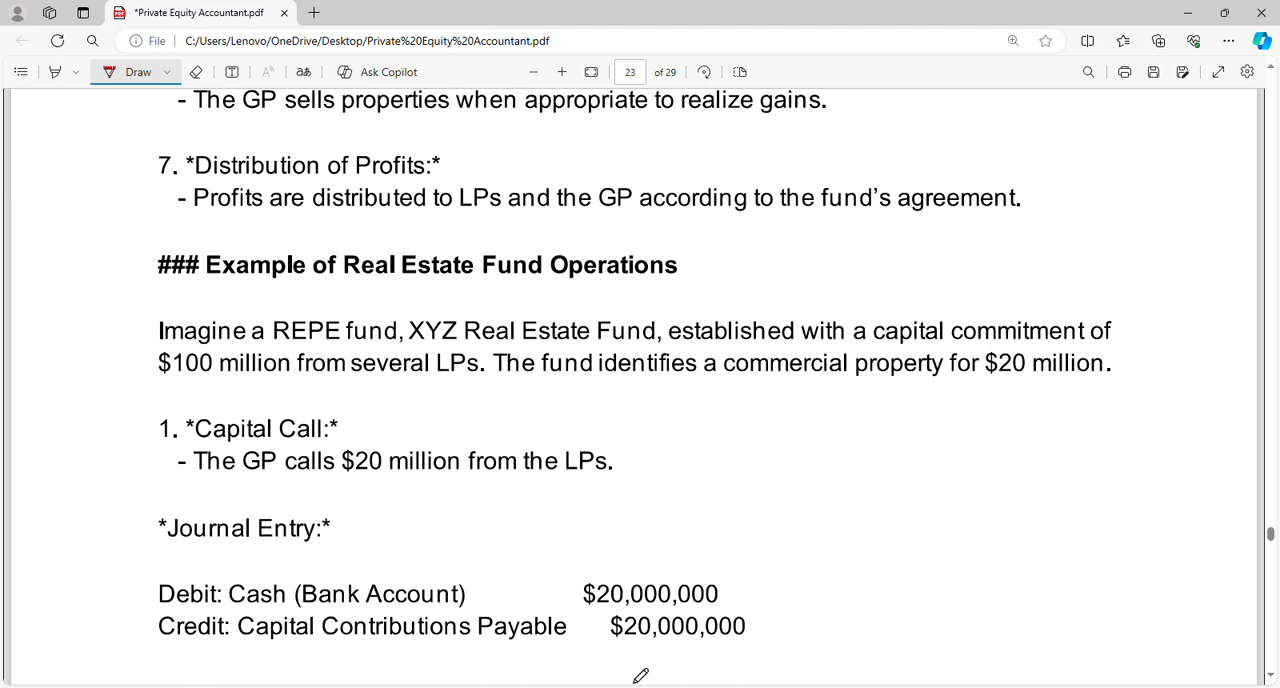 *Private Equity Accountant.pdf
File
C:/Users/Lenovo/OneDrive/Desktop/Private%20Equity%20Accountant.pdf
Draw
aあ
Ask Copilot
23 of 29
- The GP sells properties when appropriate to realize gains.
7. *Distribution of Profits:*
- Profits are distributed to LPs and the GP according to the fund’s agreement.
### Example of Real Estate Fund Operations
Imagine a REPE fund, XYZ Real Estate Fund, established with a capital commitment of
$100 million from several LPs. The fund identifies a commercial property for $20 million.
1. *Capital Call:*
- The GP calls $20 million from the LPs.
*Journal Entry:*
Debit: Cash (Bank Account) $20,000,000
Credit: Capital Contributions Payable $20,000,000